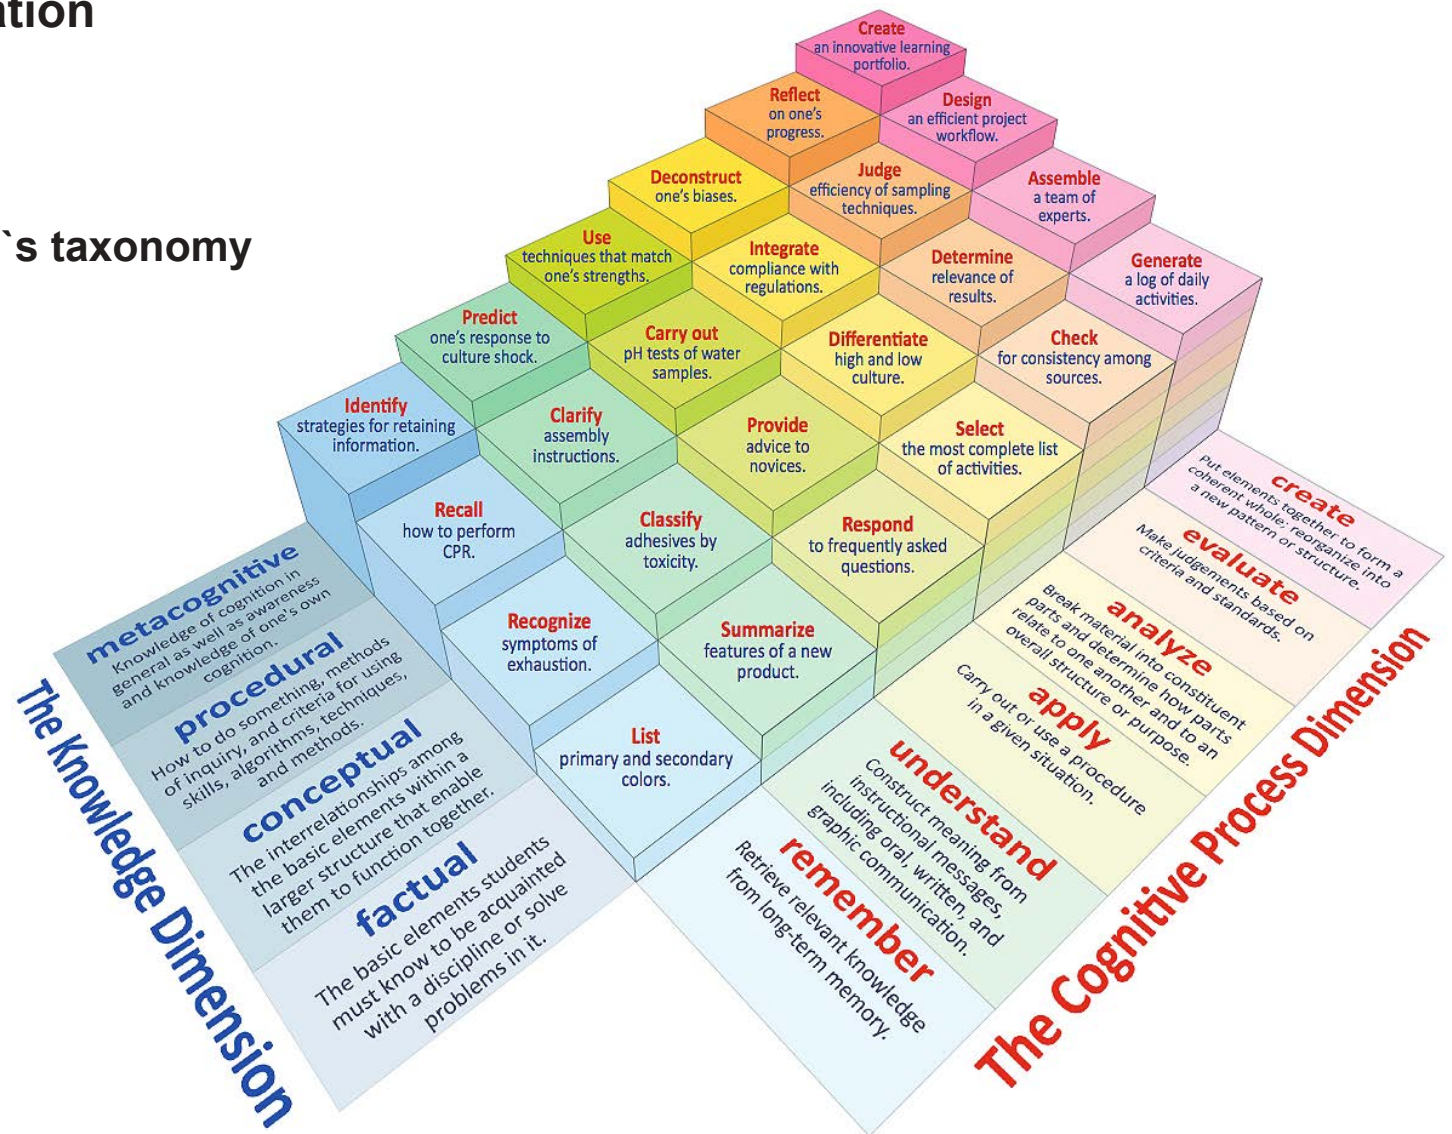 ation
`s taxonomy
Create
an innovative learning
portfolio.
Reflect
on one's
progress.
Design
an efficient project
workflow.
Deconstruct
one's biases.
Judge
efficiency of sampling
techniques.
Assemble
a team of
experts.
Use
techniques that match
one's strengths.
Integrate
compliance with
regulations.
Determine
relevance of
results.
Generate
a log of daily
activities.
Predict
one's response to
culture shock.
Carry out
pH tests of water
samples.
Differentiate
high and low
culture.
Check
for consistency among
sources.
Identify
strategies for retaining
information.
Clarify
assembly
instructions.
Provide
advice to
novices.
Select
the most complete list
of activities.
Recall
how to perform
CPR.
Classify
adhesives by
toxicity.
Respond
to frequently asked
questions.
Recognize
symptoms of
exhaustion.
Summarize
features of a new
product.
List
primary and secondary
colors.
metacognitive
Knowledge of cognition in
general as well as awareness
and knowledge of one's own
cognition.
procedural
How to do something, methods
of inquiry, and criteria for using
skills, algorithms, techniques,
and methods.
conceptual
The interrelationships among
the basic elements within a
larger structure that enable
them to function together.
factual
The basic elements students
must know to be acquainted
with a discipline or solve
problems in it.
The Knowledge Dimension
create
Put elements together to form a
coherent whole; reorganize into
a new pattern or structure.
evaluate
Make judgements based on
criteria and standards.
analyze
Break material into constituent
parts and determine how parts
relate to one another and to an
overall structure or purpose.
apply
Carry out or use a procedure
in a given situation.
understand
Construct meaning from
instructional messages,
including oral, written, and
graphic communication.
remember
Retrieve relevant knowledge
from long-term memory.
The Cognitive Process Dimension